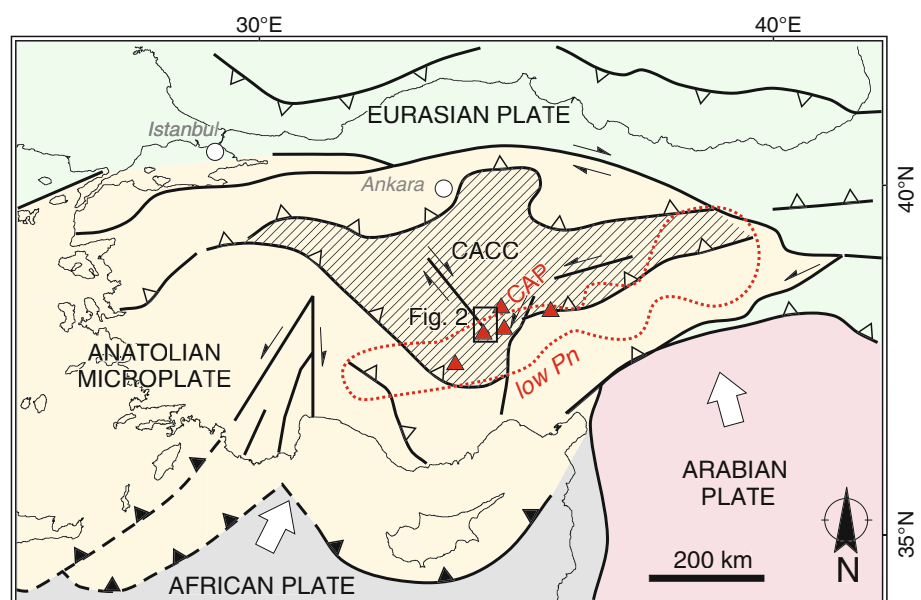 30°E
40°E
EURASIAN PLATE
Istanbul
Ankara
40°N
CACC
CAP
Fig. 2
ANATOLIAN
MICROPLATE
low Pn
ARABIAN
PLATE
35°N
200 km
N
AFRICAN PLATE